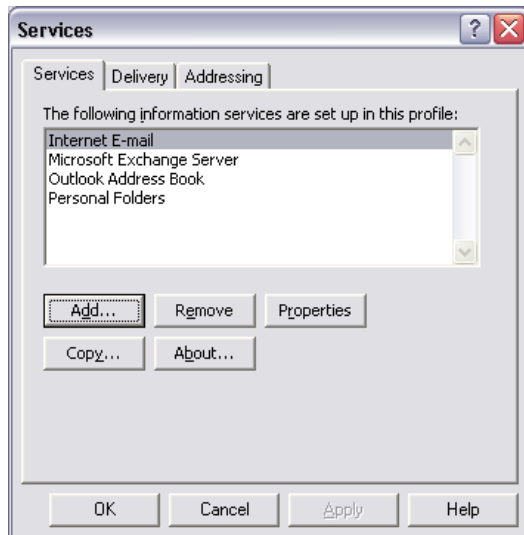 Services
Services Delivery Addressing
The following information services are set up in this profile:
Internet E-mail
Microsoft Exchange Server
Outlook Address Book
Personal Folders
Add... Remove Properties
Copy... About...
OK Cancel Apply Help